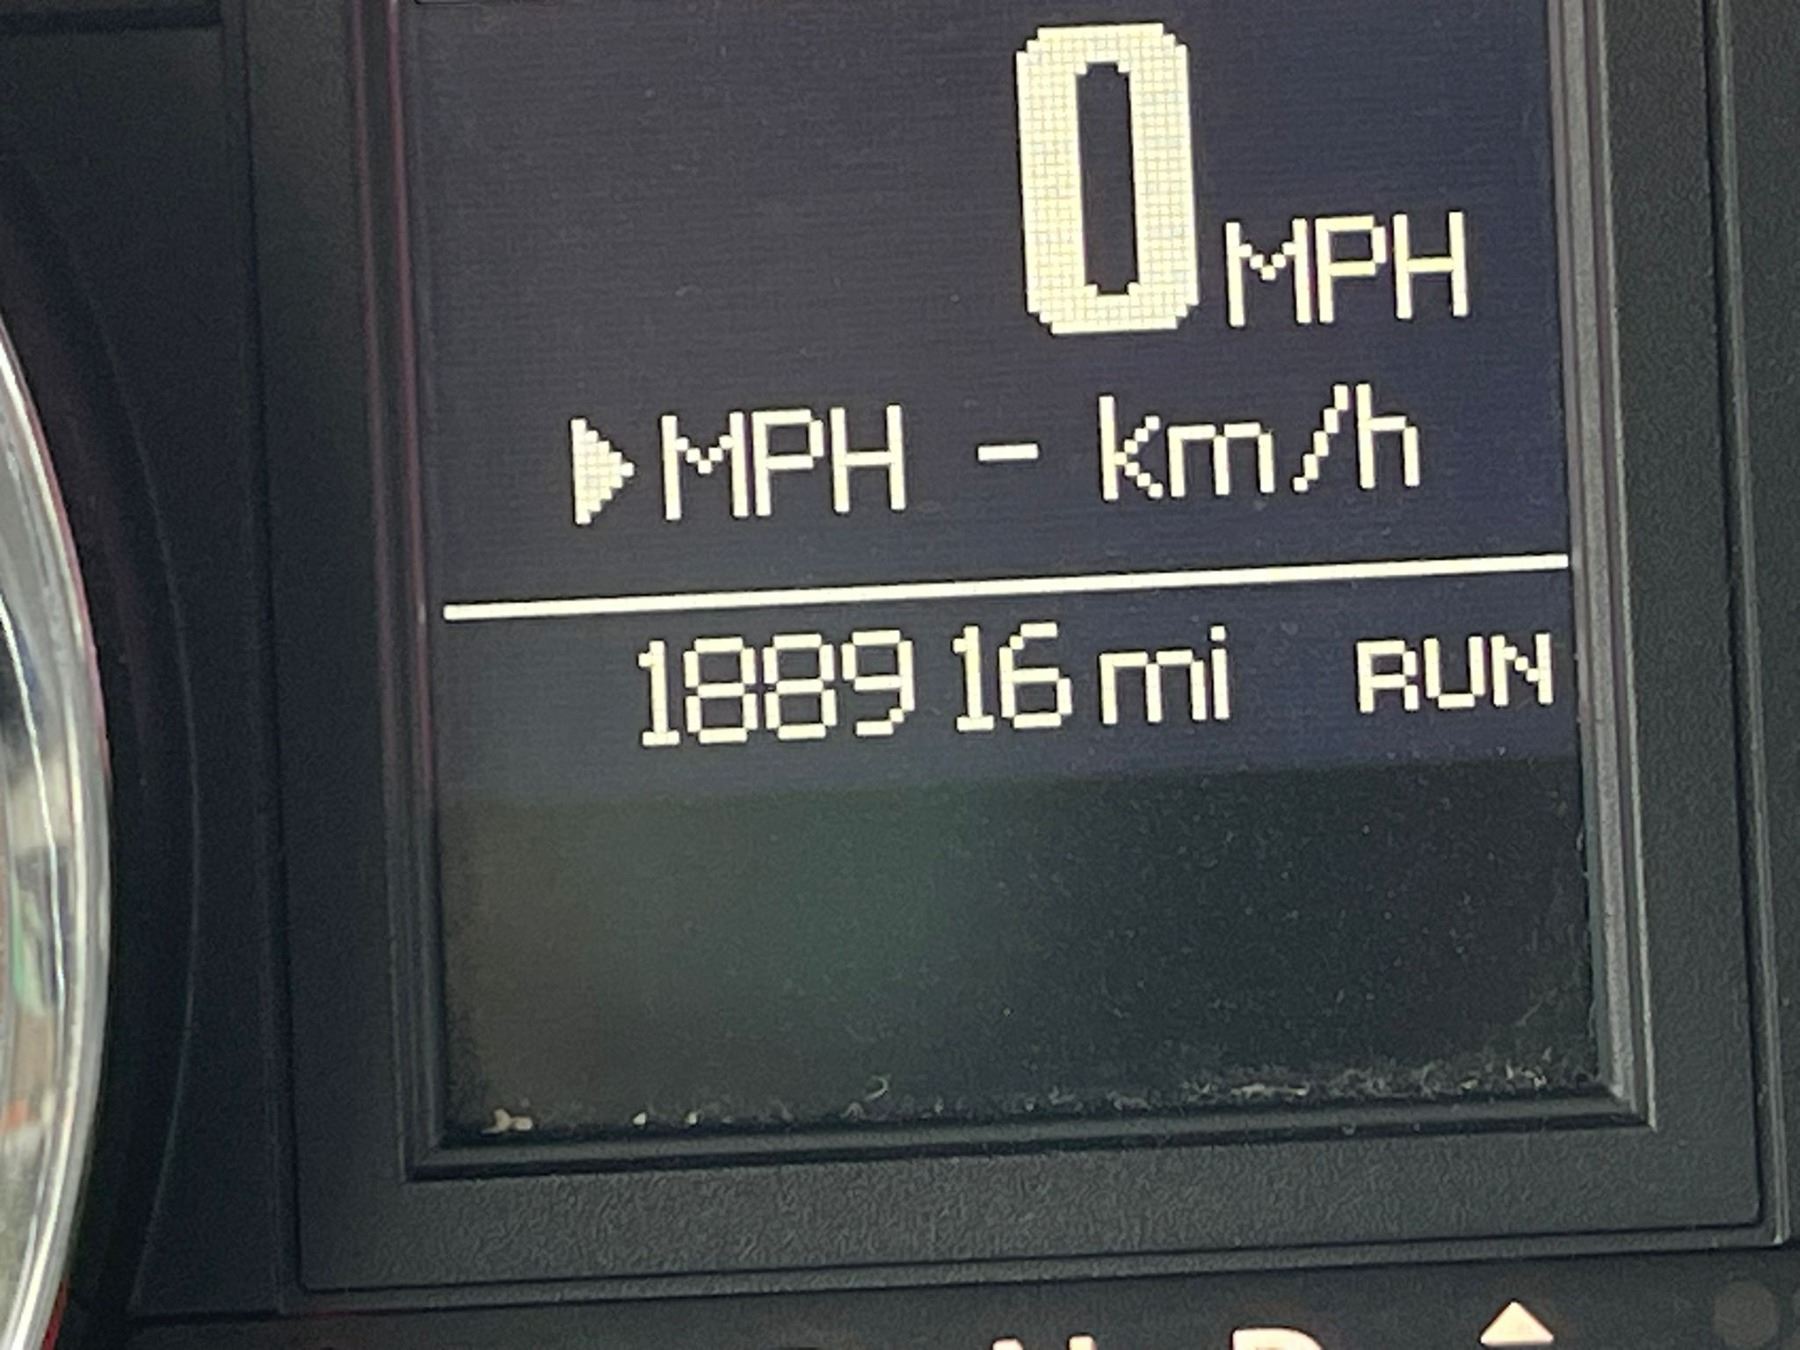 0 MPH
▶MPH - km/h
188916 mi RUN